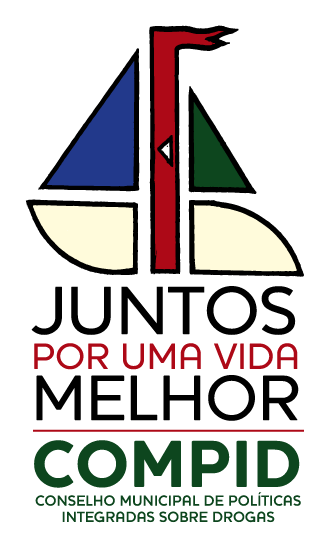 JUNTOS
POR UMA VIDA
MELHOR
COMPID
CONSELHO MUNICIPAL DE POLÍTICAS
INTEGRADAS SOBRE DROGAS